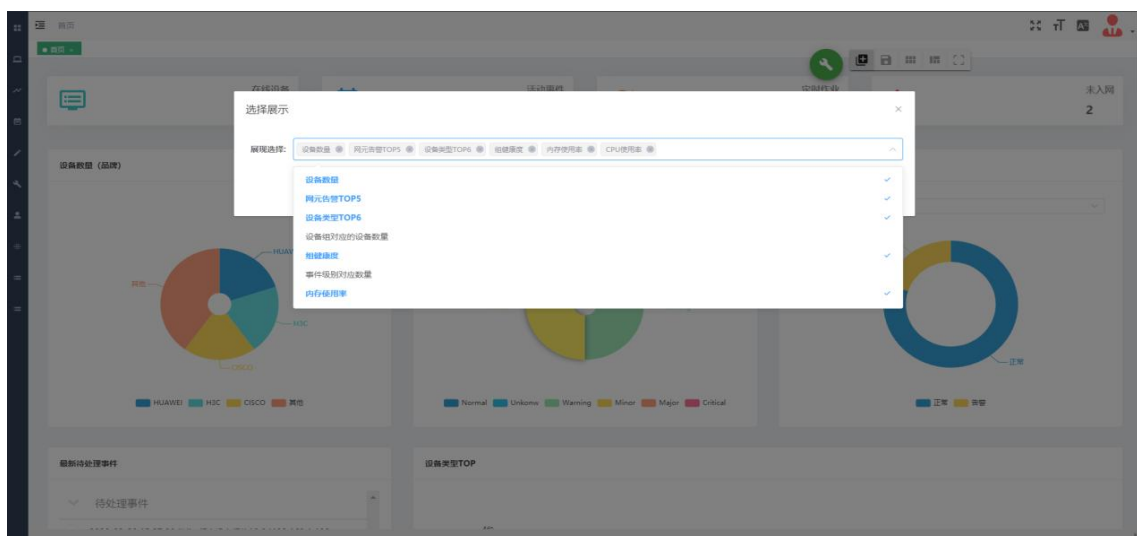 首页
首页
在线设备
活动事件
定时作业
未入网
2
选择展示
展现选择:
设备数量 网元告警TOP5 设备类型TOP6 组健康度 内存使用率 CPU使用率
设备数量
网元告警TOP5
设备类型TOP6
设备组对应的设备数量
组健康度
事件级别对应数量
内存使用率
设备数量（品牌）
HUAW
其他
H3C
CISCO
正常
HUAWEI H3C CISCO 其他
Normal Unkonw Warning Minor Major Critical
正常 告警
最新待处理事件
设备类型TOP
待处理事件